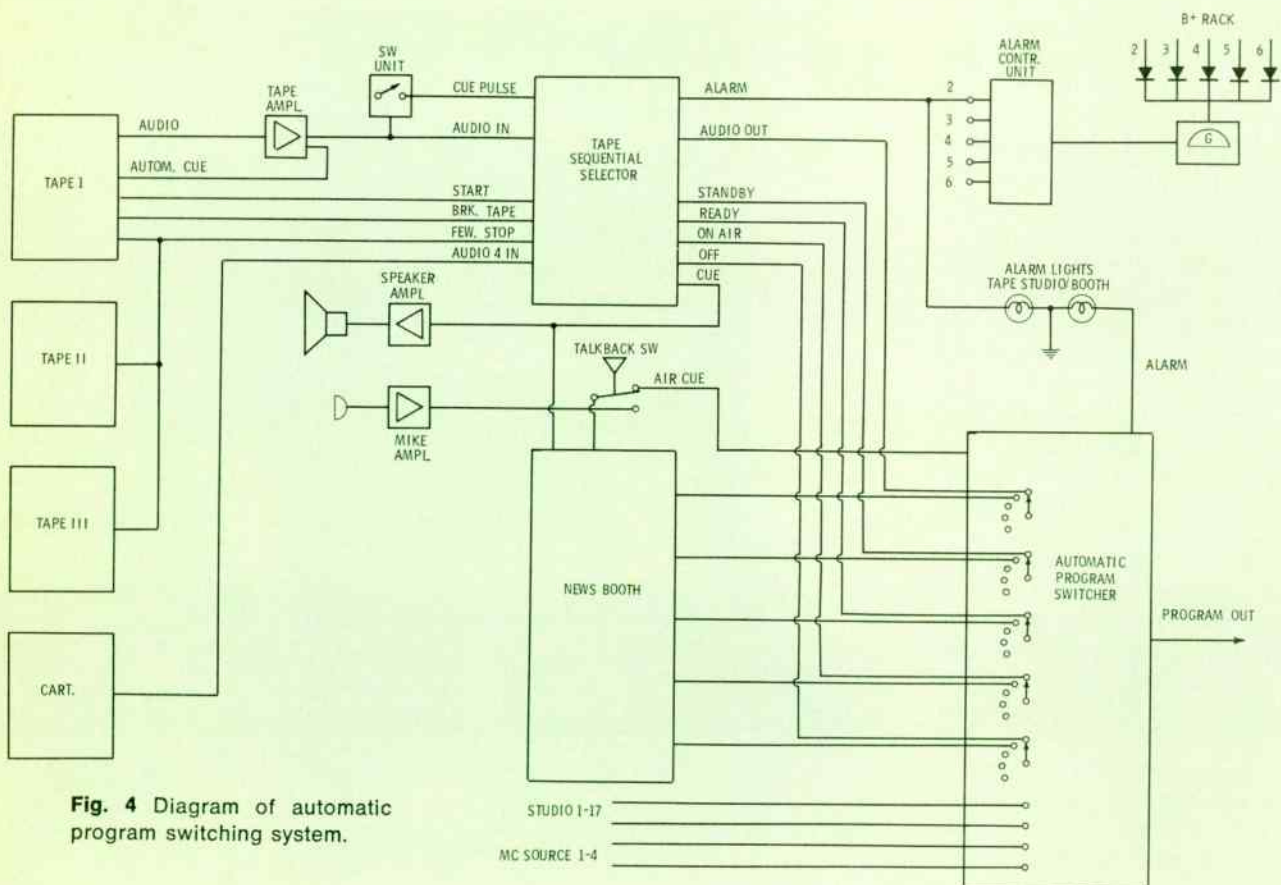 B+ RACK
2 3 4 5 6
ALARM
CONTR.
UNIT
2
3
4
5
6
G
SW
UNIT
CUE PULSE
TAPE
AMPL.
AUDIO
AUDIO IN
AUTOM. CUE
TAPE I
START
BRK. TAPE
FEW. STOP
AUDIO 4 IN
TAPE
SEQUENTIAL
SELECTOR
ALARM
AUDIO OUT
STANDBY
READY
ON AIR
OFF
CUE
ALARM LIGHTS
TAPE STUDIO/BOOTH
ALARM
SPEAKER
AMPL.
TALKBACK SW
AIR CUE
MIKE
AMPL.
TAPE II
TAPE III
CART.
NEWS BOOTH
AUTOMATIC
PROGRAM
SWITCHER
PROGRAM OUT
STUDIO 1-17
MC SOURCE 1-4
Fig. 4 Diagram of automatic
program switching system.